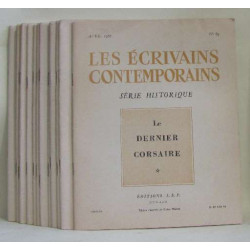 LES ÉCRIVAINS
CONTEMPORAINS
SÉRIE HISTORIQUE
Le
DERNIER
CORSAIRE
*
ÉDITIONS